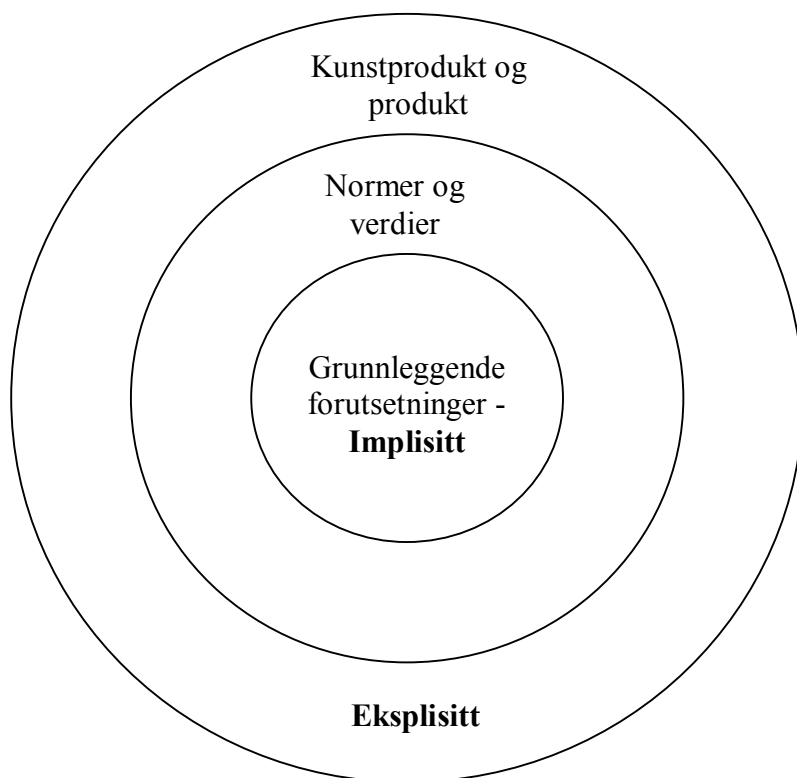 Kunstprodukt og
produkt
Normer og
verdier
Grunnleggende
forutsetninger -
Implisitt
Eksplisitt